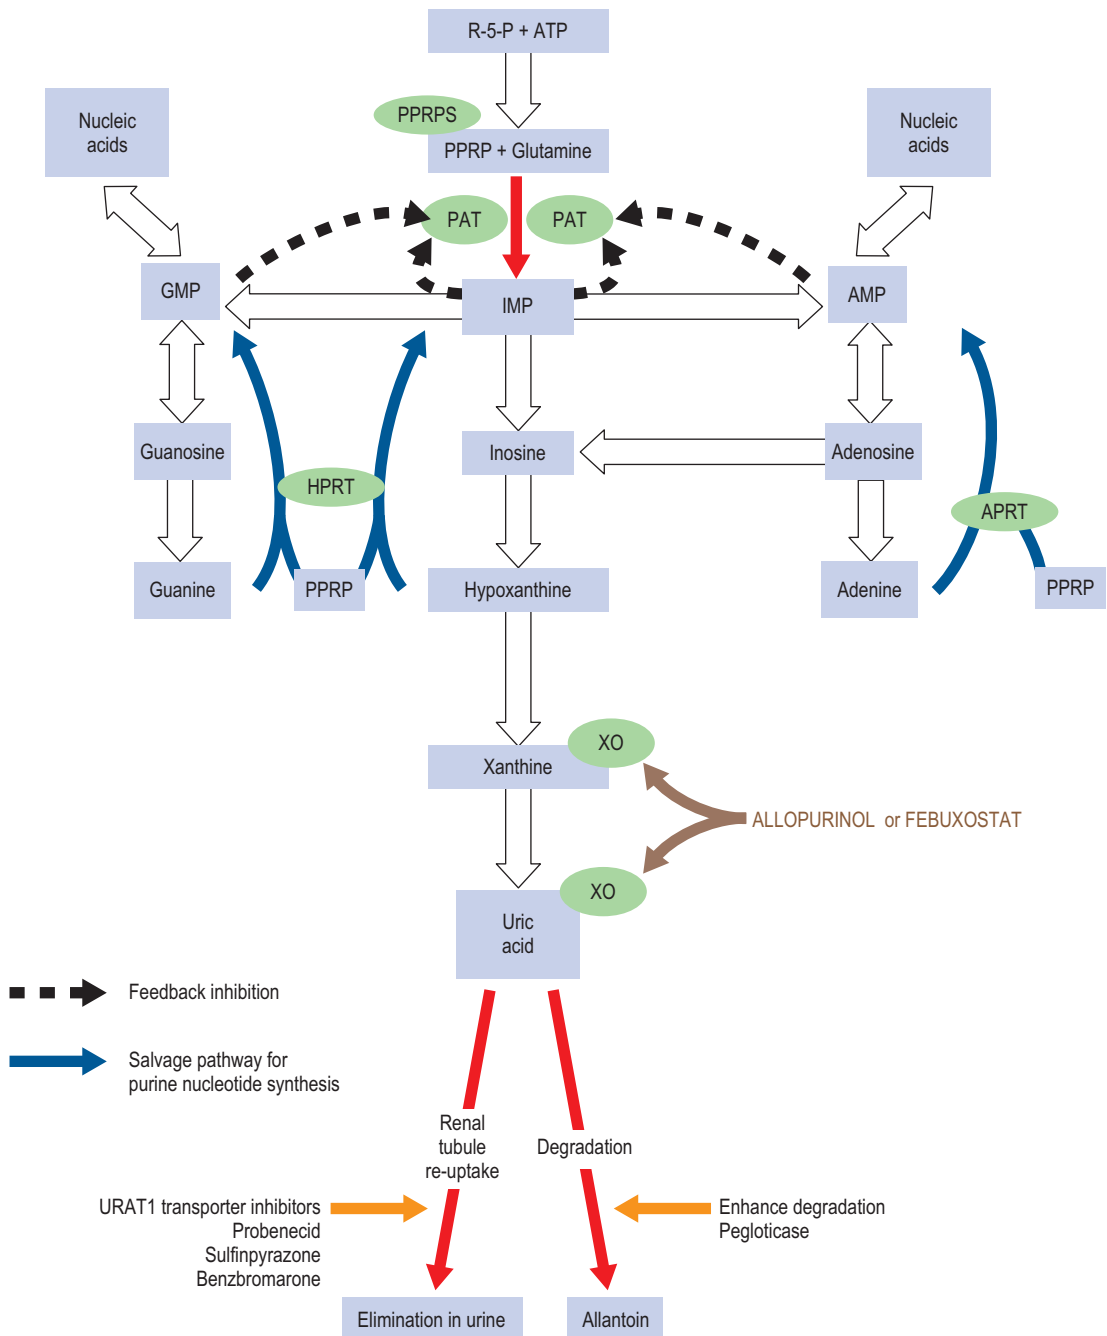 R-5-P + ATP
PPRPS
Nucleic
acids
Nucleic
acids
PPRP + Glutamine
PAT
PAT
GMP
IMP
AMP
Guanosine
Inosine
Adenosine
HPRT
APRT
Guanine
PPRP
Hypoxanthine
Adenine
PPRP
XO
Xanthine
ALLOPURINOL or FEBUXOSTAT
XO
Uric
acid
Feedback inhibition
Salvage pathway for
purine nucleotide synthesis
Renal
tubule
re-uptake
Degradation
URAT1 transporter inhibitors
Probenecid
Sulfinpyrazone
Benzbromarone
Enhance degradation
Pegloticase
Elimination in urine
Allantoin